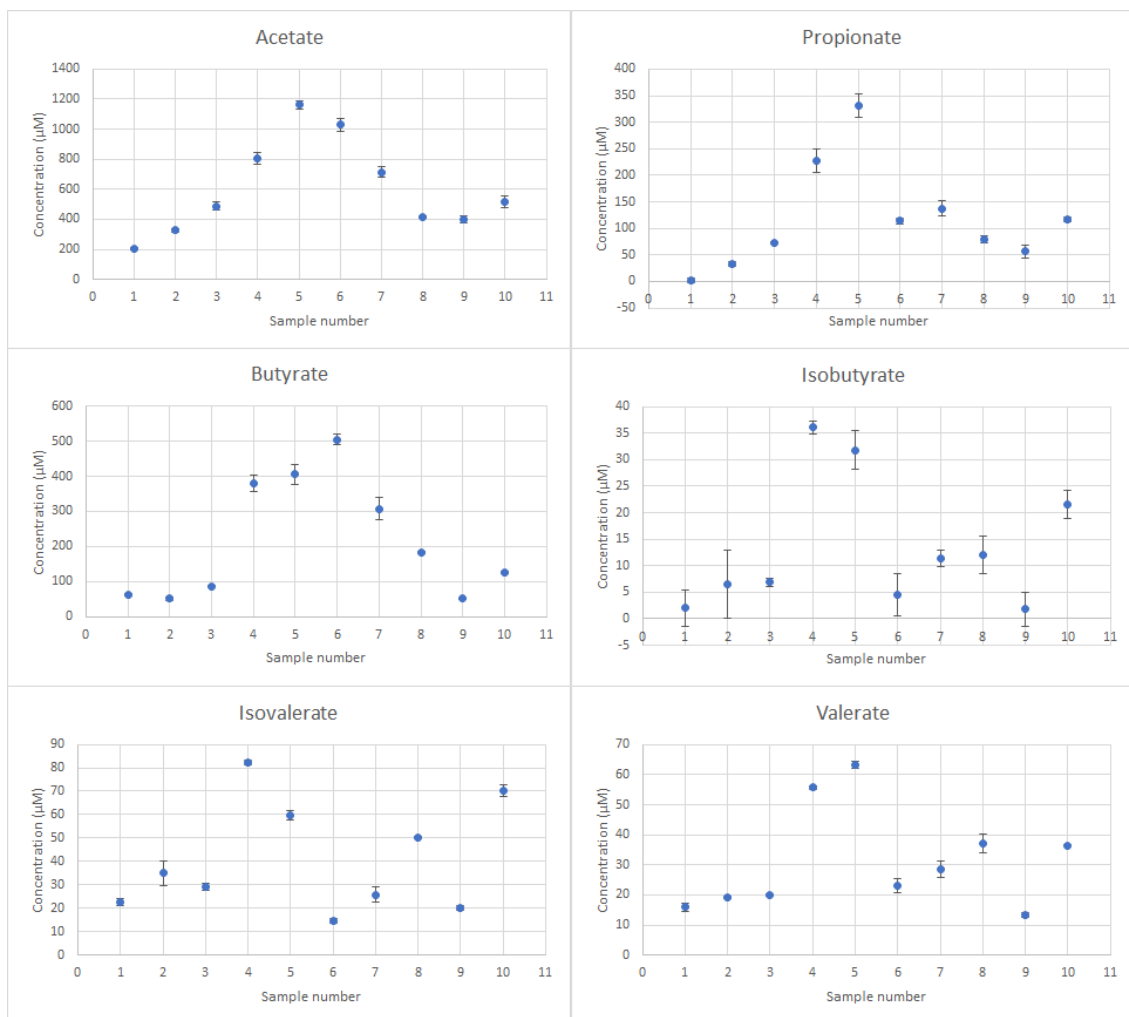 Acetate
Concentration (µM)
1400
1200
1000
800
600
400
200
0
0 1 2 3 4 5 6 7 8 9 10 11
Sample number
Propionate
Concentration (µM)
400
350
300
250
200
150
100
50
0
-50
0 1 2 3 4 5 6 7 8 9 10 11
Sample number
Butyrate
Concentration (µM)
600
500
400
300
200
100
0
0 1 2 3 4 5 6 7 8 9 10 11
Sample number
Isobutyrate
Concentration (µM)
40
35
30
25
20
15
10
5
0
-5
0 1 2 3 4 5 6 7 8 9 10 11
Sample number
Isovalerate
Concentration (µM)
90
80
70
60
50
40
30
20
10
0
0 1 2 3 4 5 6 7 8 9 10 11
Sample number
Valerate
Concentration (µM)
70
60
50
40
30
20
10
0
0 1 2 3 4 5 6 7 8 9 10 11
Sample number